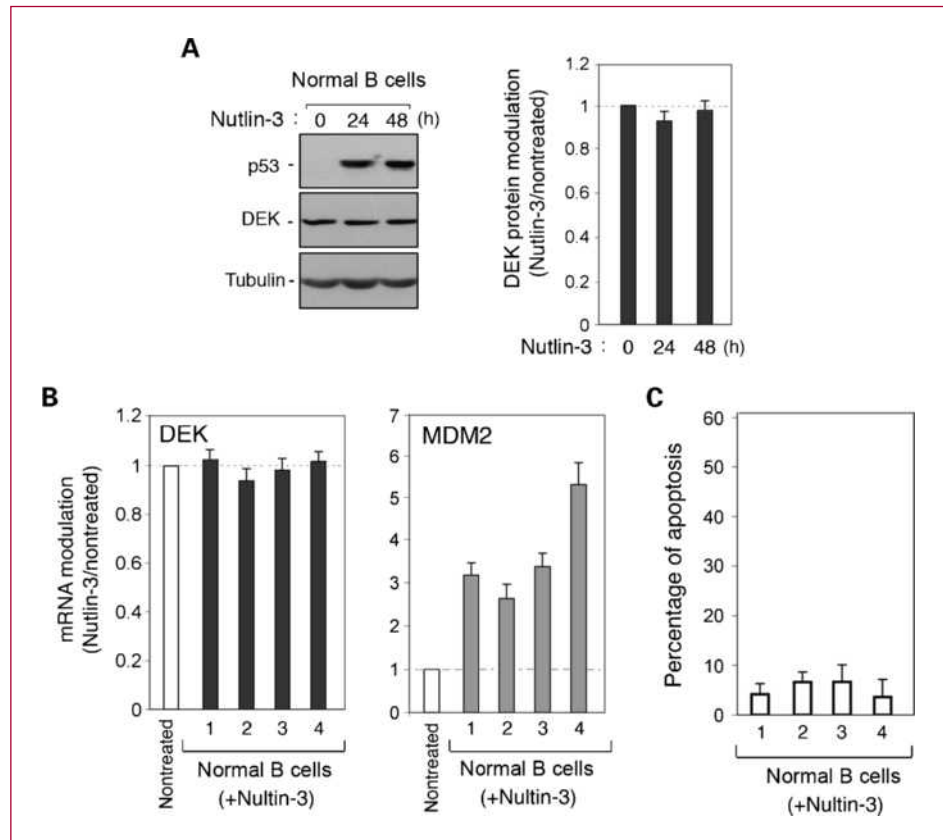 A
Normal B cells
Nutlin-3 : 0 24 48 (h)
p53 -
DEK -
Tubulin -
DEK protein modulation
(Nutlin-3/nontreated)
1.2
1
0.8
0.6
0.4
0.2
0
Nutlin-3 : 0 24 48 (h)
B
mRNA modulation
(Nutlin-3/nontreated)
1.2
1
0.8
0.6
0.4
0.2
0
DEK
Nontreated
1 2 3 4
Normal B cells
(+Nultin-3)
7
6
5
4
3
2
1
0
MDM2
Nontreated
1 2 3 4
Normal B cells
(+Nultin-3)
C
Percentage of apoptosis
60
50
40
30
20
10
0
1 2 3 4
Normal B cells
(+Nultin-3)